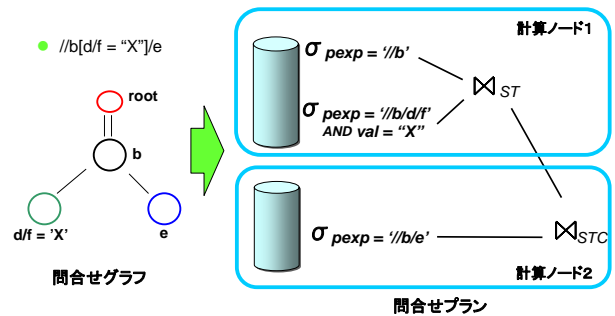 //b[d/f = “X”]/e
root
b
d/f = ’X’
e
問合せグラフ
計算ノード1
σ pexp = ‘//b’
⋈ ST
σ pexp = ‘//b/d/f’
AND val = “X”
σ pexp = ‘//b/e’
⋈ STC
計算ノード2
問合せプラン